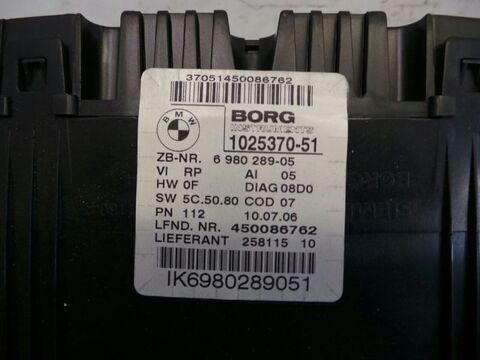 37051450086762
BMW
BORG
INSTRUMENTS
1025370-51
ZB-NR. 6 980 289-05
VI RP AI 05
HW 0F DIAG 08D0
SW 5C.50.80 COD 07
PN 112 10.07.06
LFND. NR. 450086762
LIEFERANT 258115 10
IK6980289051